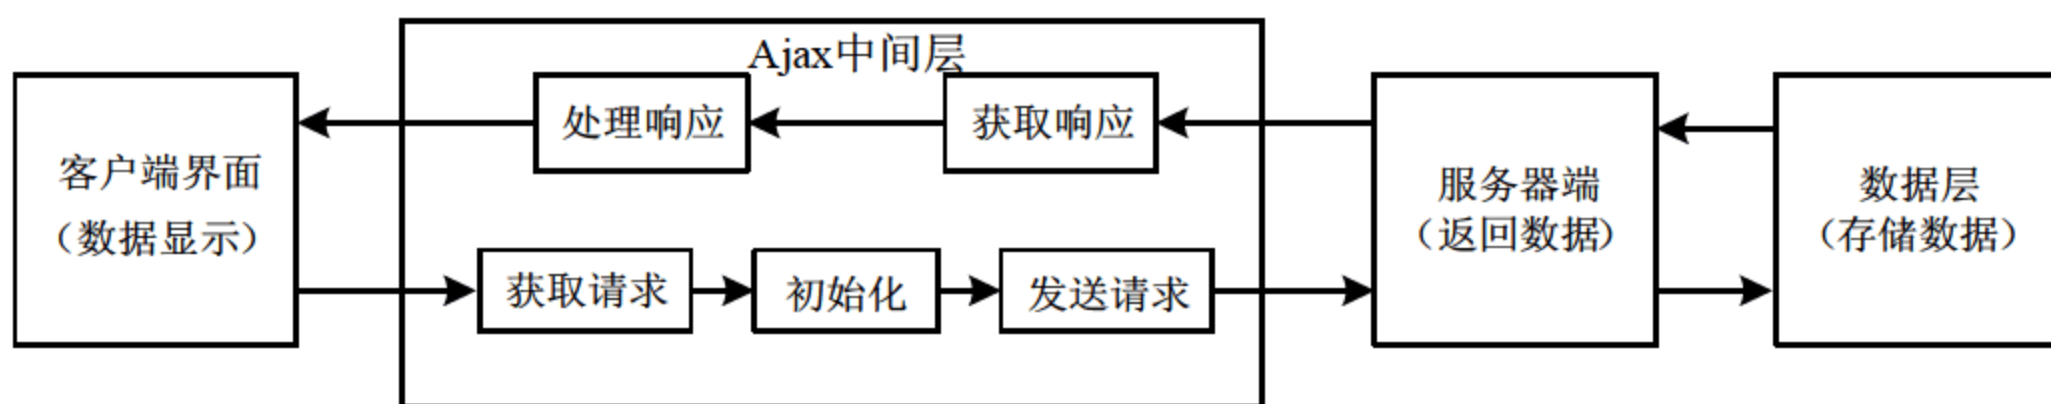 Ajax中间层
客户端界面
（数据显示）
处理响应
获取响应
获取请求
初始化
发送请求
服务器端
（返回数据）
数据层
（存储数据）